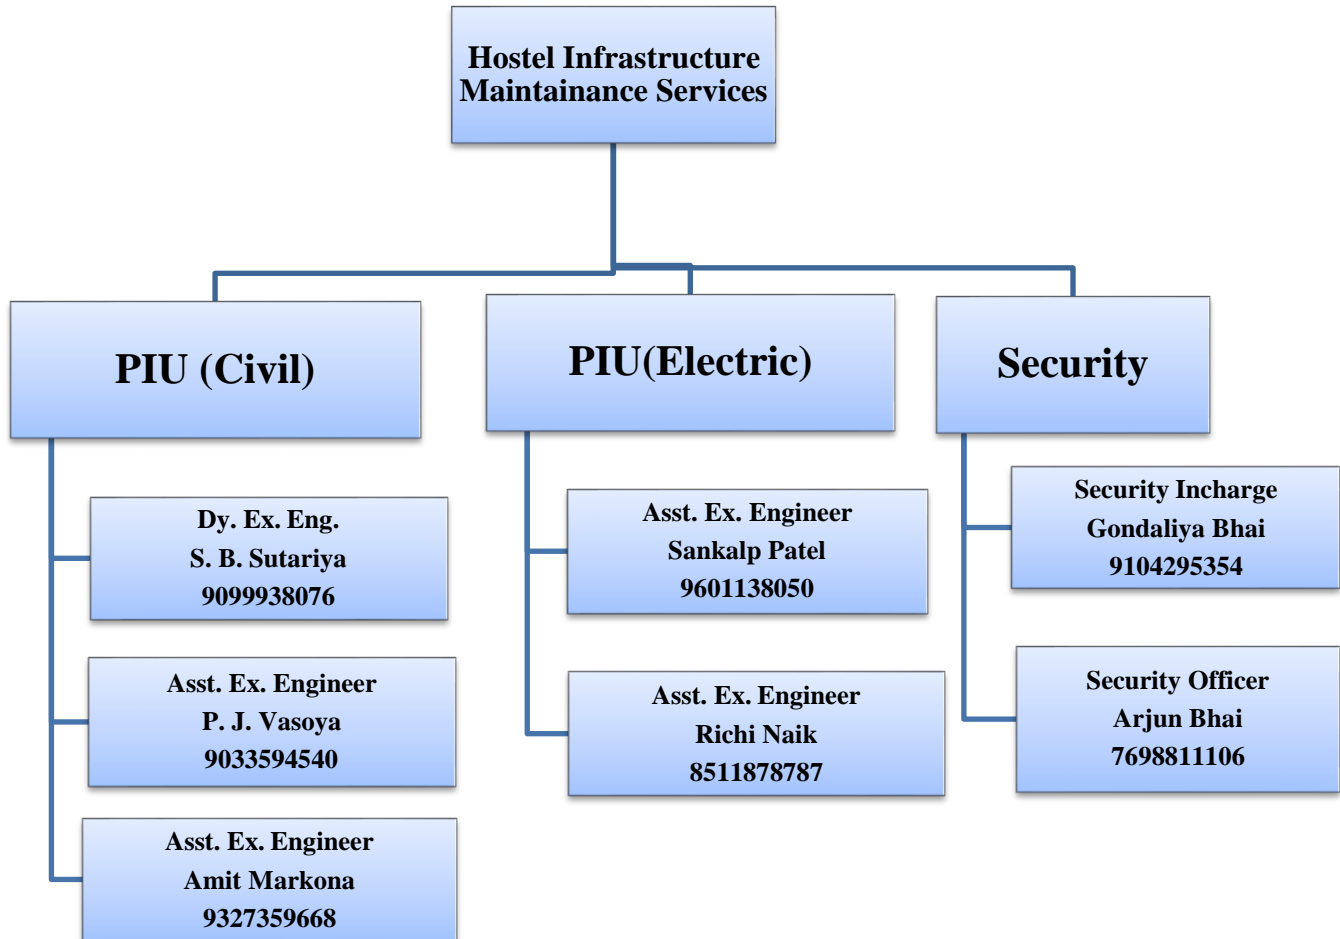 Hostel Infrastructure
Maintainance Services
PIU (Civil)
Dy. Ex. Eng.
S. B. Sutariya
9099938076
Asst. Ex. Engineer
P. J. Vasoya
9033594540
Asst. Ex. Engineer
Amit Markona
9327359668
PIU(Electric)
Asst. Ex. Engineer
Sankalp Patel
9601138050
Asst. Ex. Engineer
Richi Naik
8511878787
Security
Security Incharge
Gondaliya Bhai
9104295354
Security Officer
Arjun Bhai
7698811106